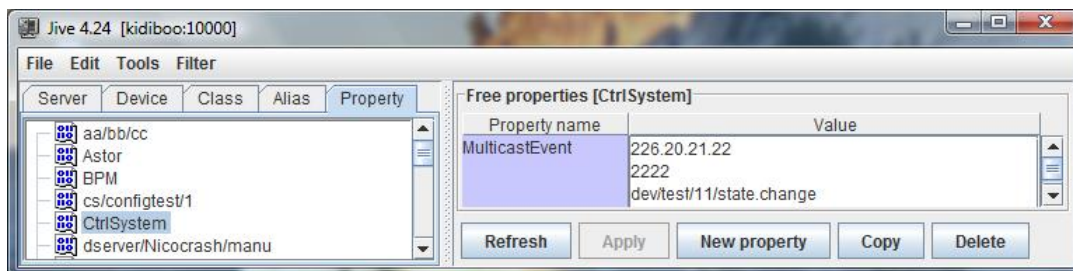 Jive 4.24 [kidiboo:10000]
File Edit Tools Filter
Server Device Class Alias Property
aa/bb/cc
Astor
BPM
cs/configtest/1
CtrlSystem
dserver/Nicocrash/manu
Free properties [CtrlSystem]
Property name Value
MulticastEvent 226.20.21.22
2222
dev/test/11/state.change
Refresh Apply New property Copy Delete